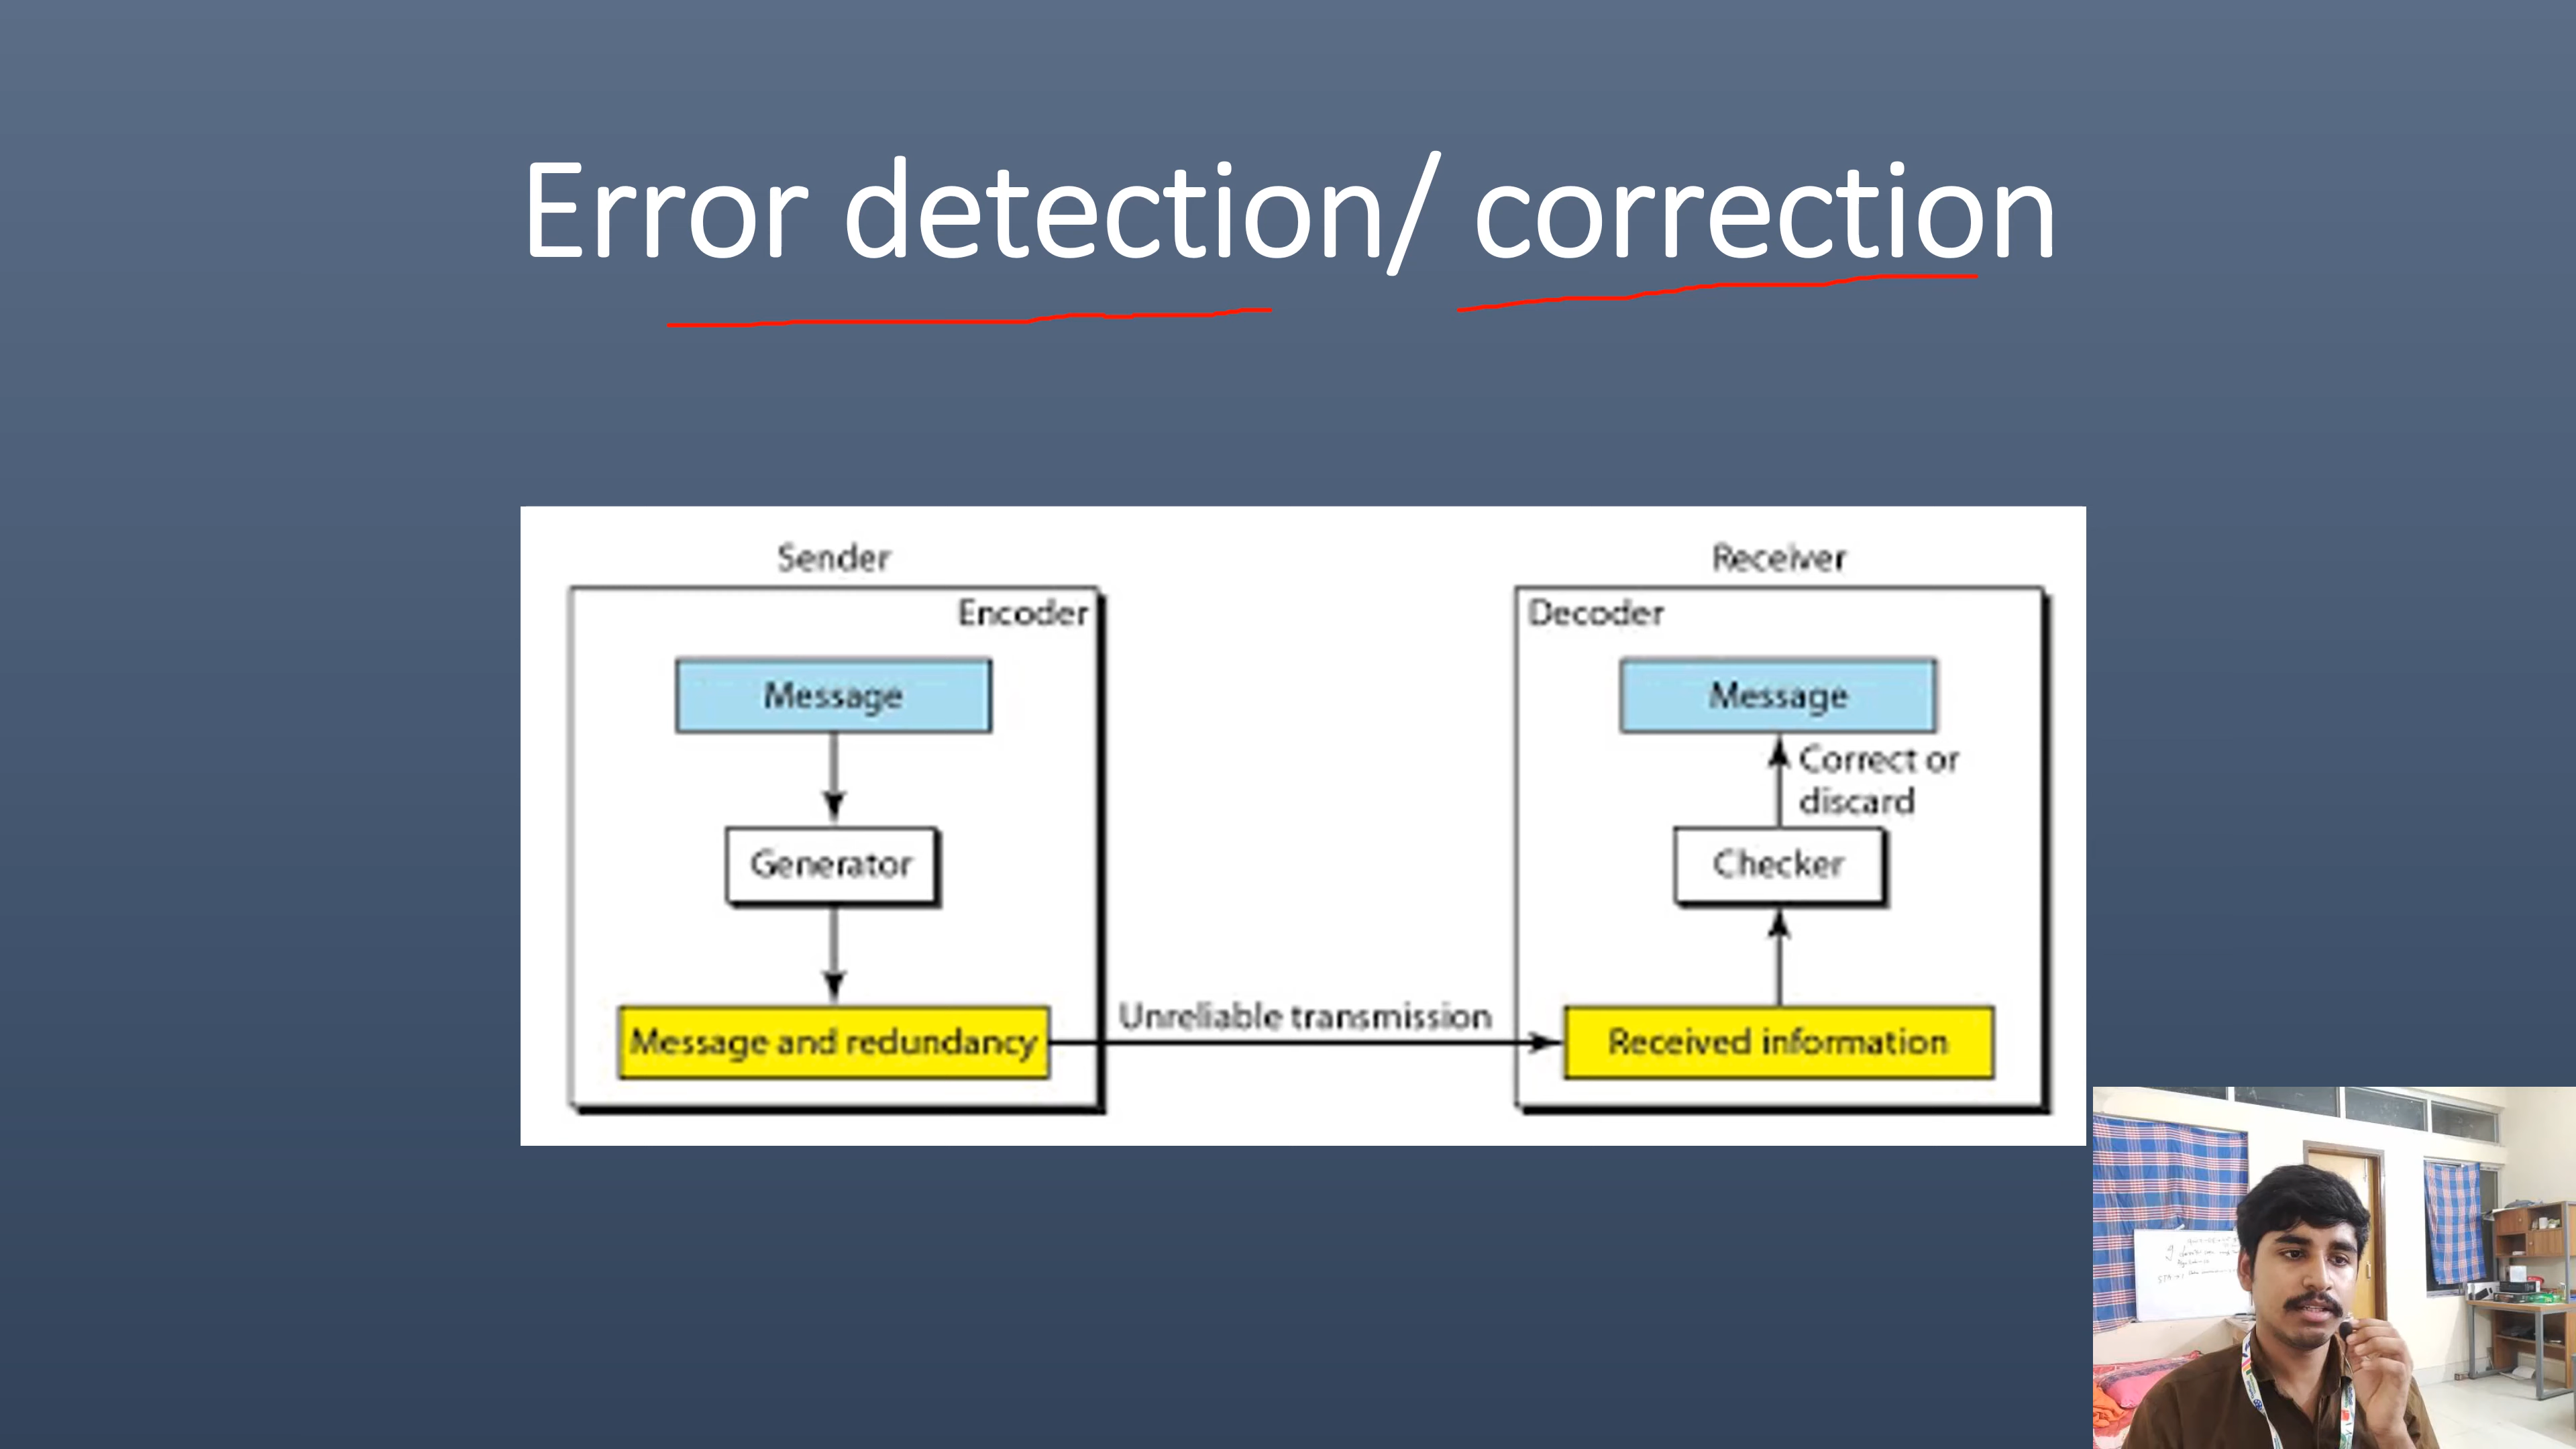 Error detection/ correction
Sender
Encoder
Message
Generator
Message and redundancy
Unreliable transmission
Receiver
Decoder
Message
Correct or
discard
Checker
Received information